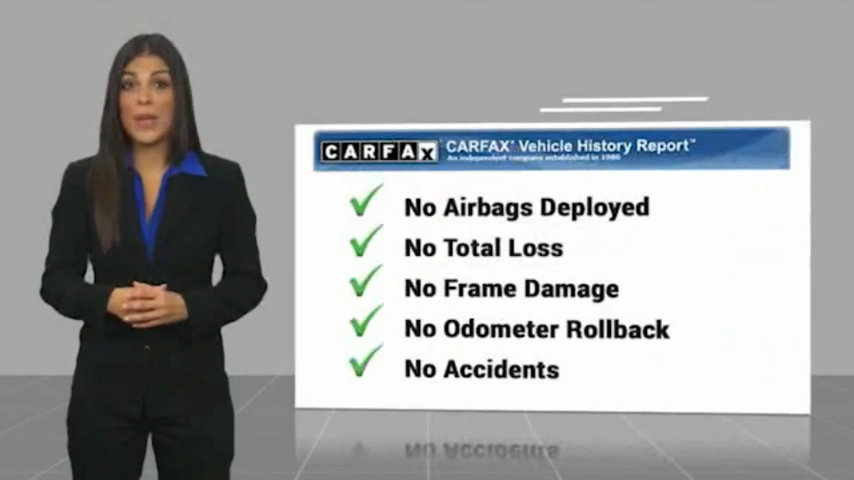 CARFAX CARFAX® Vehicle History Report™
An independent company established in 1986
No Airbags Deployed
No Total Loss
No Frame Damage
No Odometer Rollback
No Accidents